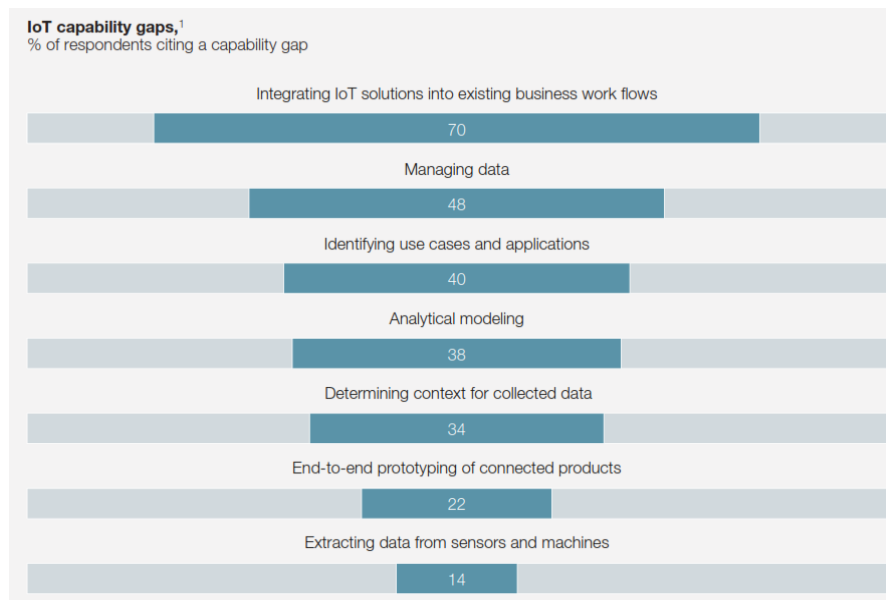 IoT capability gaps,¹
% of respondents citing a capability gap
Integrating IoT solutions into existing business work flows
70
Managing data
48
Identifying use cases and applications
40
Analytical modeling
38
Determining context for collected data
34
End-to-end prototyping of connected products
22
Extracting data from sensors and machines
14